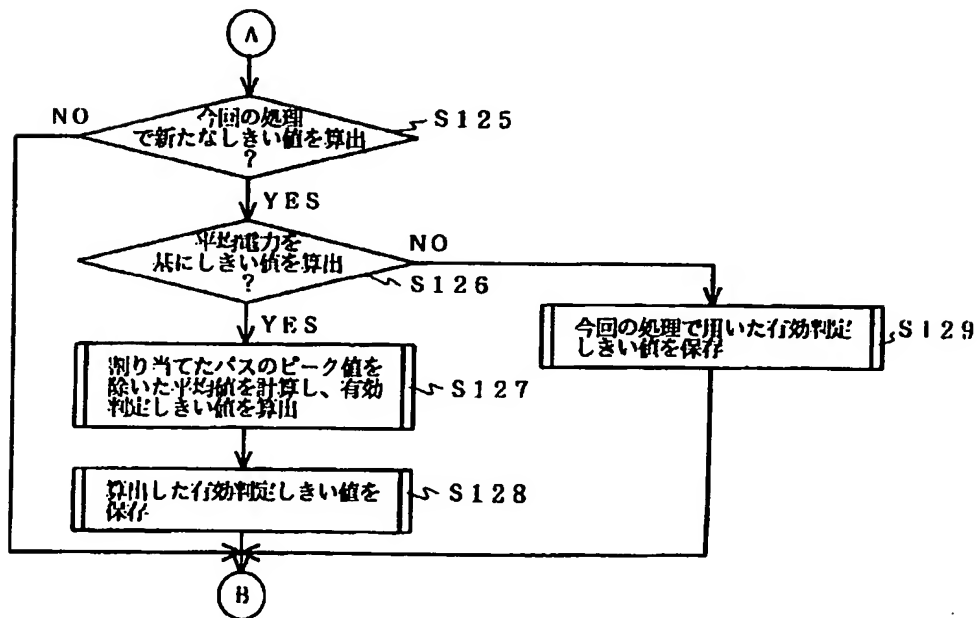 A
NO
今回の処理
で新たなしきい値を算出
?
S125
YES
平均電力を
基にしきい値を算出
?
NO
S126
YES
今回の処理で用いた有効判定
しきい値を保存
S129
割り当てたパスのピーク値を
除いた平均値を計算し、有効
判定しきい値を算出
S127
算出した有効判定しきい値を
保存
S128
B